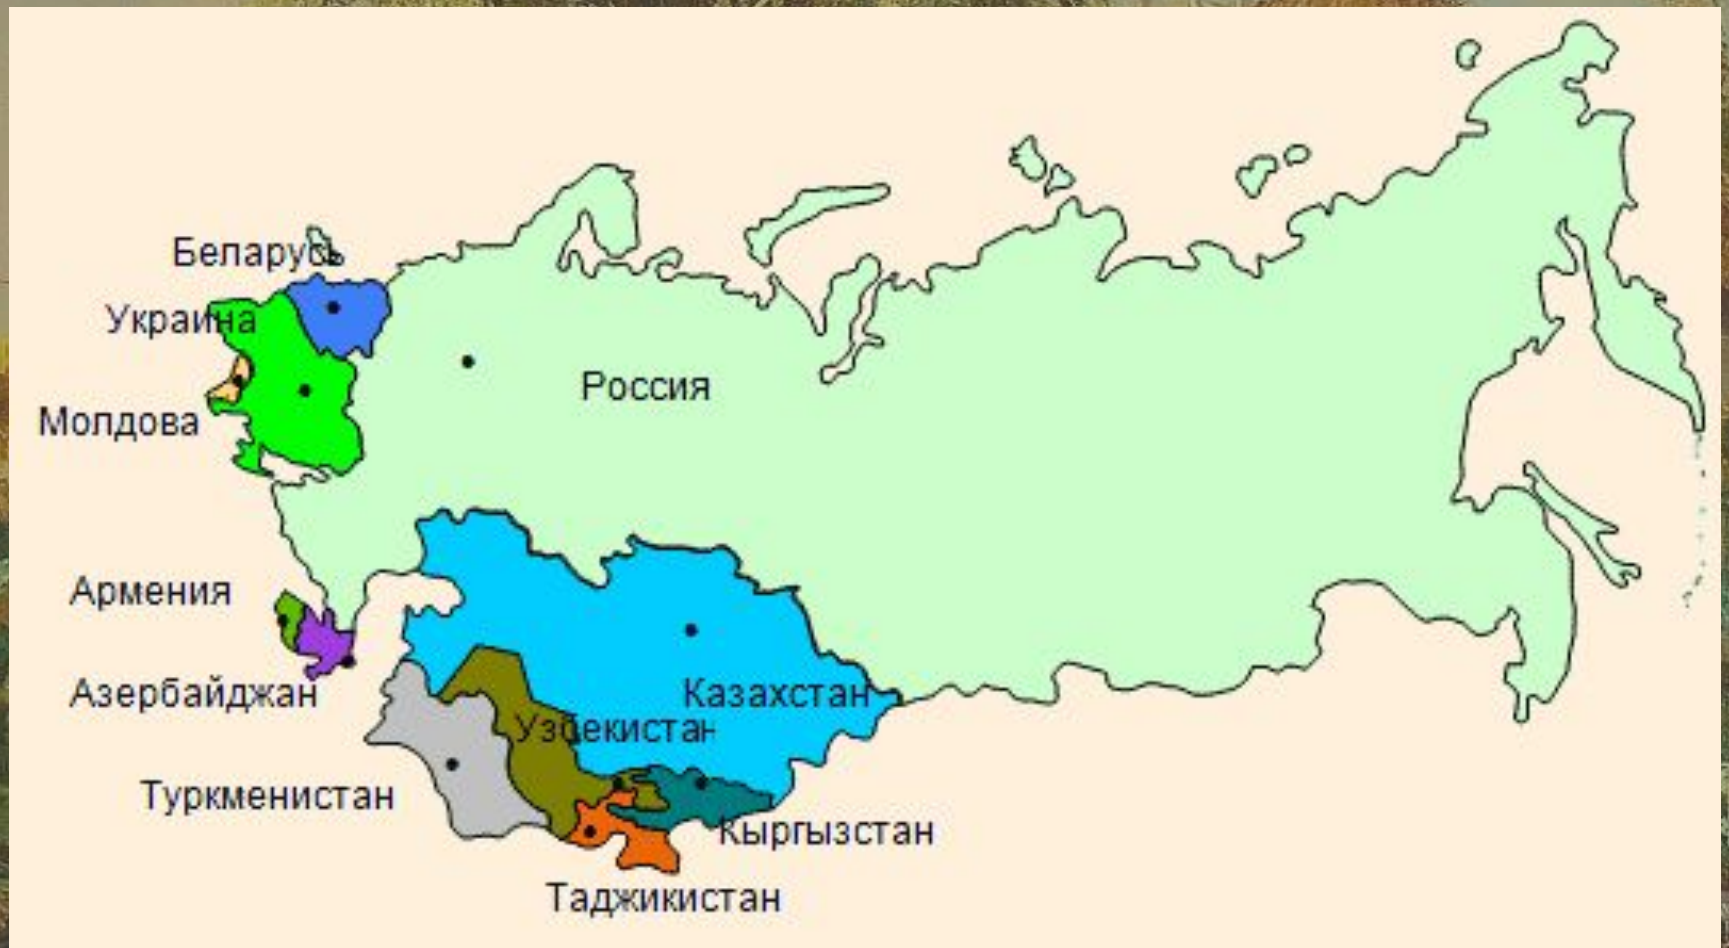 Беларусь
Украина
Россия
Молдова
Армения
Азербайджан
Казахстан
Узбекистан
Туркменистан
Кыргызстан
Таджикистан